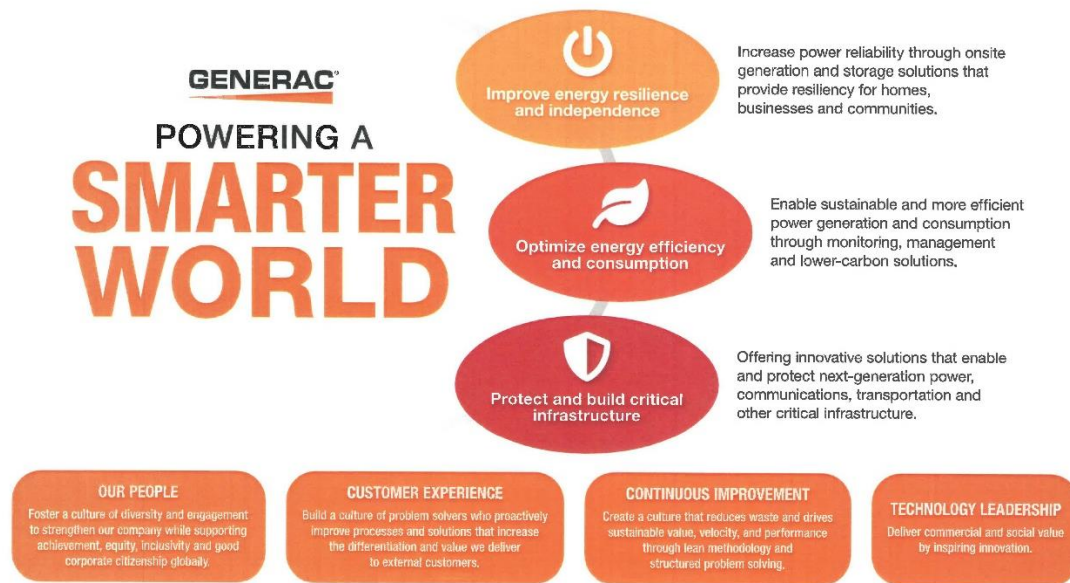 GENERAC®
POWERING A
SMARTER
WORLD
Improve energy resilience
and independence
Increase power reliability through onsite
generation and storage solutions that
provide resiliency for homes,
businesses and communities.
Optimize energy efficiency
and consumption
Enable sustainable and more efficient
power generation and consumption
through monitoring, management
and lower-carbon solutions.
Protect and build critical
infrastructure
Offering innovative solutions that enable
and protect next-generation power,
communications, transportation and
other critical infrastructure.
OUR PEOPLE
Foster a culture of diversity and engagement
to strengthen our company while supporting
achievement, equity, inclusivity and good
corporate citizenship globally.
CUSTOMER EXPERIENCE
Build a culture of problem solvers who proactively
improve processes and solutions that increase
the differentiation and value we deliver
to external customers.
CONTINUOUS IMPROVEMENT
Create a culture that reduces waste and drives
sustainable value, velocity, and performance
through lean methodology and
structured problem solving.
TECHNOLOGY LEADERSHIP
Deliver commercial and social value
by inspiring innovation.